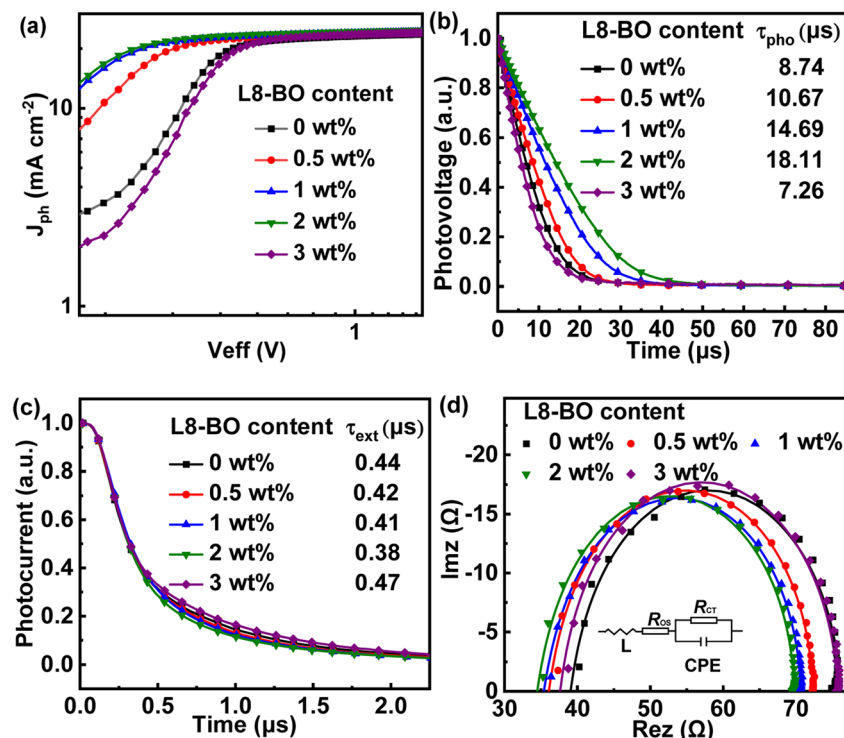 (a)
10
1
J_ph (mA cm⁻²)
L8-BO content
0 wt%
0.5 wt%
1 wt%
2 wt%
3 wt%
1
Veff (V)
(b)
1.0
0.8
0.6
0.4
0.2
0.0
Photovoltage (a.u.)
L8-BO content τ_pho (μs)
0 wt% 8.74
0.5 wt% 10.67
1 wt% 14.69
2 wt% 18.11
3 wt% 7.26
0 10 20 30 40 50 60 70 80
Time (μs)
(c)
1.0
0.8
0.6
0.4
0.2
0.0
Photocurrent (a.u.)
L8-BO content τ_ext (μs)
0 wt% 0.44
0.5 wt% 0.42
1 wt% 0.41
2 wt% 0.38
3 wt% 0.47
0.0 0.5 1.0 1.5 2.0
Time (μs)
(d)
L8-BO content
0 wt% 0.5 wt% 1 wt%
2 wt% 3 wt%
-20
-15
-10
-5
0
Imz (Ω)
R_OS R_CT
L
CPE
30 40 50 60 70
Rez (Ω)